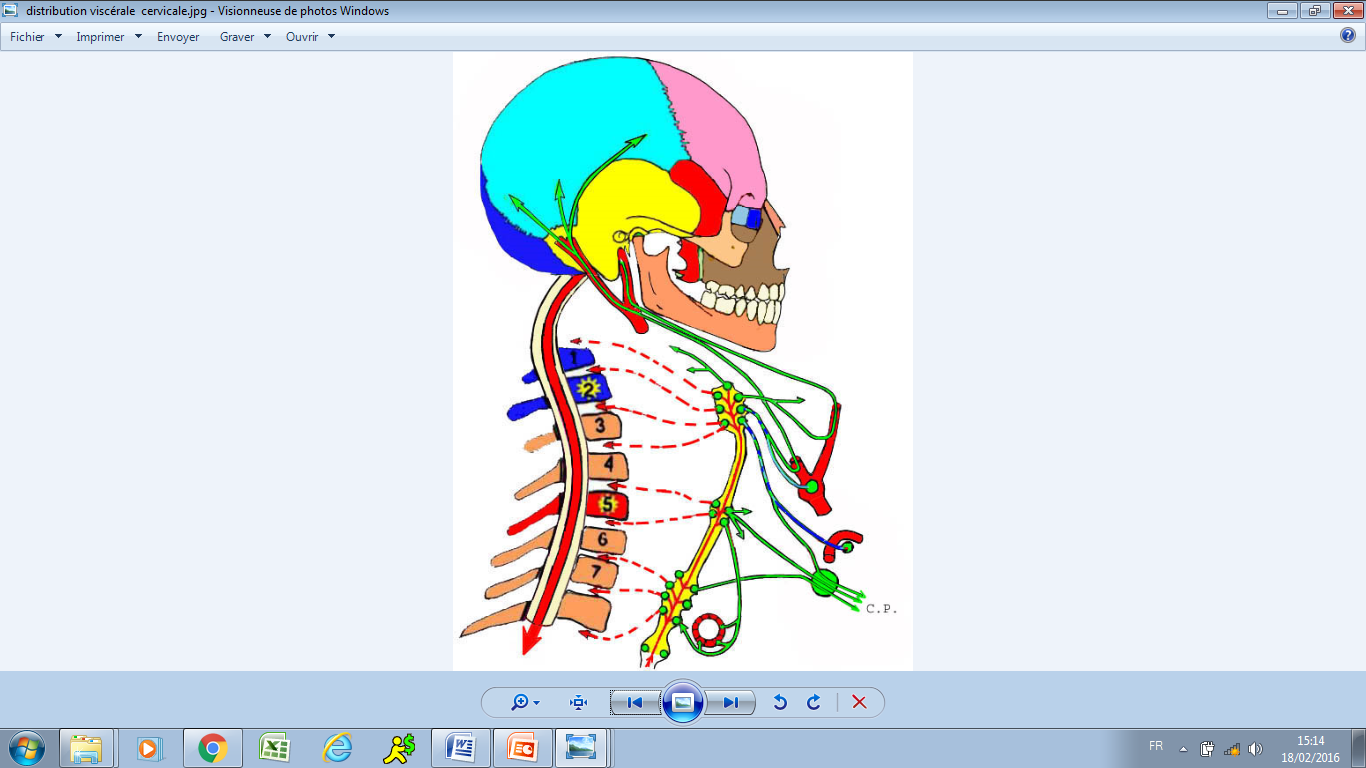 distribution viscérale  cervicale.jpg - Visionneuse de photos Windows
Fichier Imprimer Envoyer Graver Ouvrir
1
2
3
4
5
6
7
C.P.
FR
15:14
18/02/2016